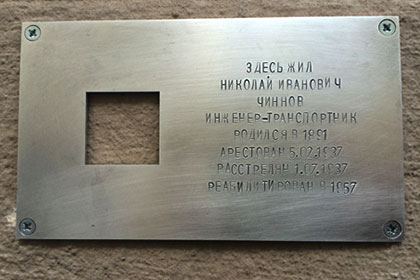 ЗДЕСЬ ЖИЛ
НИКОЛАЙ ИВАНОВИЧ
ЧИННОВ
ИНЖЕНЕР-ТРАНСПОРТНИК
РОДИЛСЯ В 1891
АРЕСТОВАН 5.02.1937
РАССТРЕЛЯН 1.07.1937
РЕАБИЛИТИРОВАН В 1957